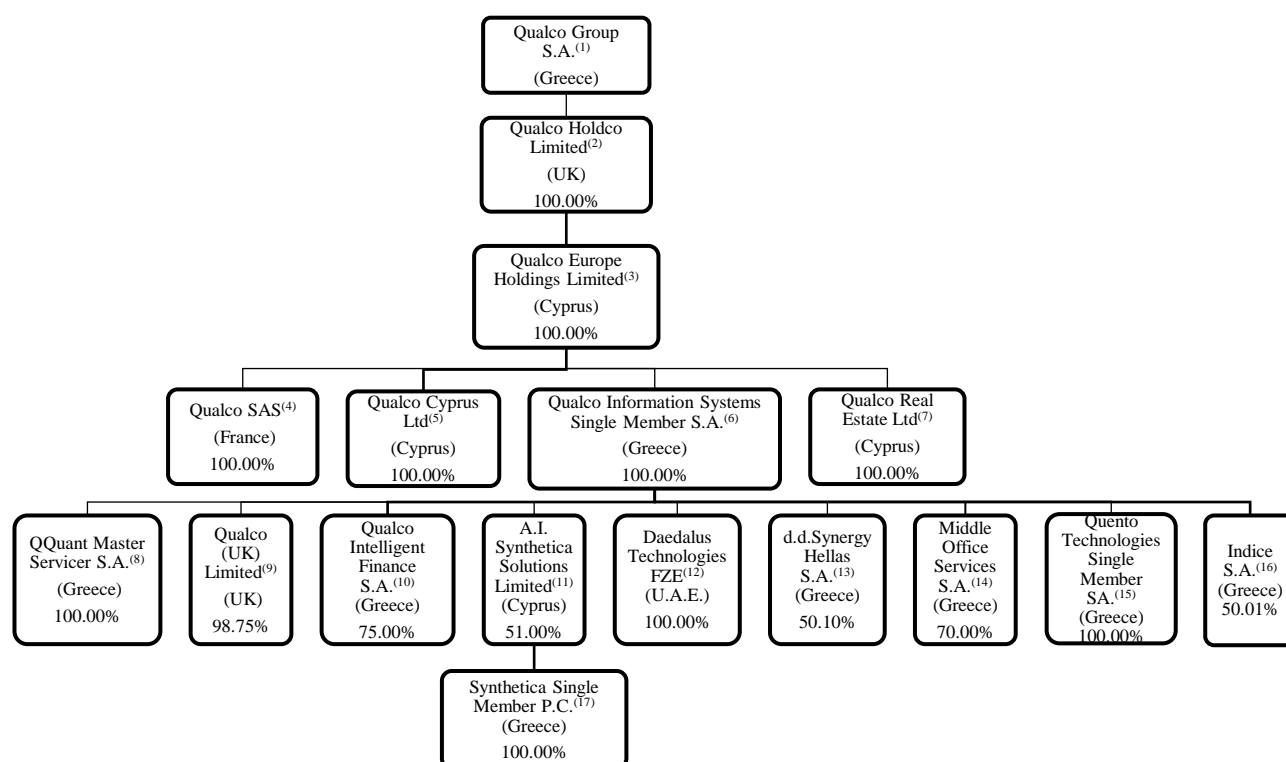 Qualco Group
S.A.(1)
(Greece)
Qualco Holdco
Limited(2)
(UK)
100.00%
Qualco Europe
Holdings Limited(3)
(Cyprus)
100.00%
Qualco SAS(4)
(France)
100.00%
Qualco Cyprus
Ltd(5)
(Cyprus)
100.00%
Qualco Information Systems
Single Member S.A.(6)
(Greece)
100.00%
Qualco Real
Estate Ltd(7)
(Cyprus)
100.00%
QQuant Master
Servicer S.A.(8)
(Greece)
100.00%
Qualco
(UK)
Limited(9)
(UK)
98.75%
Qualco
Intelligent
Finance
S.A.(10)
(Greece)
75.00%
A.I.
Synthetica
Solutions
Limited(11)
(Cyprus)
51.00%
Daedalus
Technologies
FZE(12)
(U.A.E.)
100.00%
d.d.Synergy
Hellas
S.A.(13)
(Greece)
50.10%
Middle
Office
Services
S.A.(14)
(Greece)
70.00%
Quento
Technologies
Single
Member
SA.(15)
(Greece)
100.00%
Indice
S.A.(16)
(Greece)
50.01%
Synthetica Single
Member P.C.(17)
(Greece)
100.00%